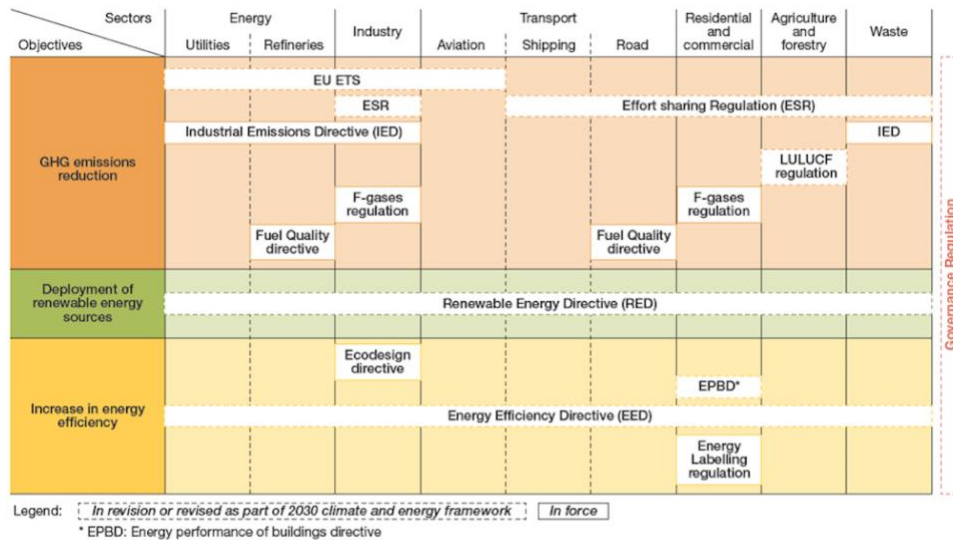 Sectors
Objectives
Energy
Utilities
Refineries
Industry
Transport
Aviation
Shipping
Road
Residential
and
commercial
Agriculture
and
forestry
Waste
GHG emissions
reduction
EU ETS
ESR
Effort sharing Regulation (ESR)
Industrial Emissions Directive (IED)
IED
LULUCF
regulation
F-gases
regulation
F-gases
regulation
Fuel Quality
directive
Fuel Quality
directive
Deployment of
renewable energy
sources
Renewable Energy Directive (RED)
Increase in energy
efficiency
Ecodesign
directive
EPBD*
Energy Efficiency Directive (EED)
Energy
Labelling
regulation
Governance Regulation
Legend:
In revision or revised as part of 2030 climate and energy framework
In force
* EPBD: Energy performance of buildings directive